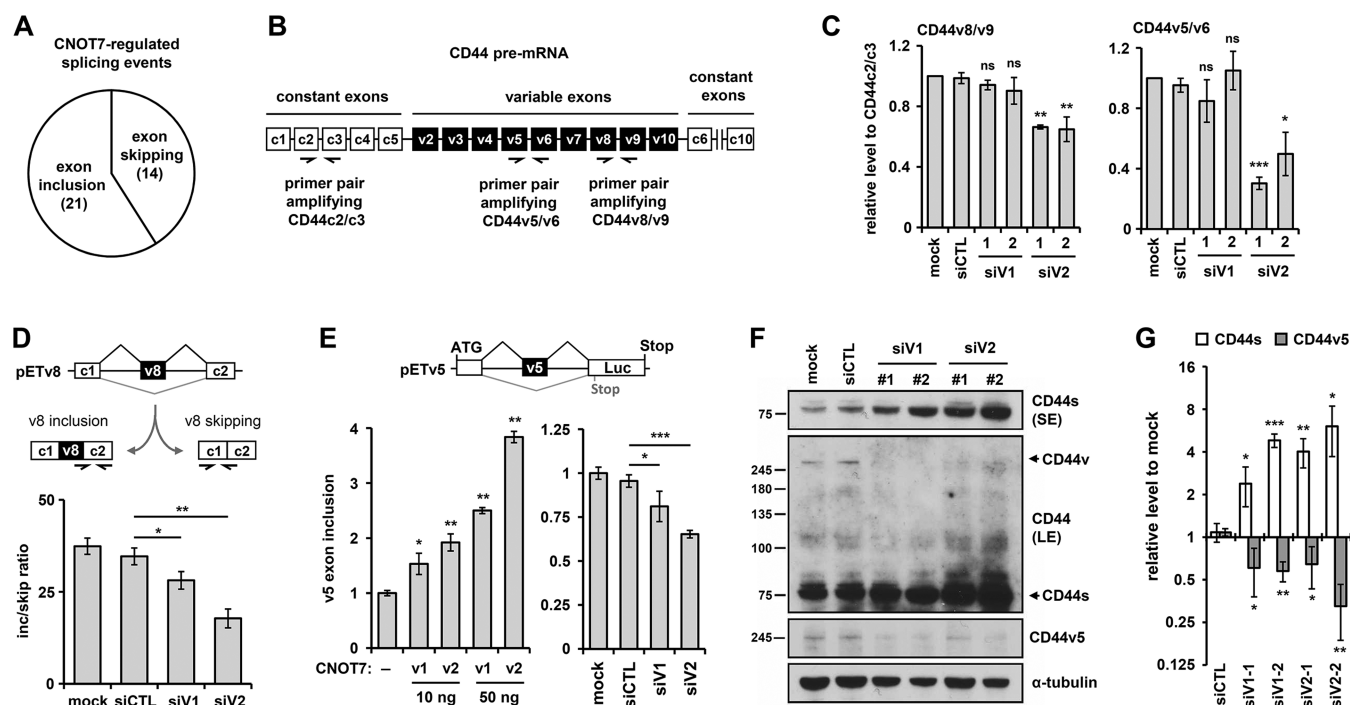 A
CNOT7-regulated
splicing events
exon
skipping
(14)
exon
inclusion
(21)
B
CD44 pre-mRNA
constant exons
variable exons
constant
exons
c1 c2 c3 c4 c5 v2 v3 v4 v5 v6 v7 v8 v9 v10 c6 c10
primer pair
amplifying
CD44c2/c3
primer pair
amplifying
CD44v5/v6
primer pair
amplifying
CD44v8/v9
C
CD44v8/v9
relative level to CD44c2/c3
1.2
0.8
0.4
0
ns ns ** **
mock siCTL 1 2 1 2
siV1 siV2
CD44v5/v6
1.2
0.8
0.4
0
ns *** *
mock siCTL 1 2 1 2
siV1 siV2
D
pETv8
c1 v8 c2
v8 inclusion
v8 skipping
c1 v8 c2
c1 c2
inc/skip ratio
50
25
0
**
*
mock siCTL siV1 siV2
E
ATG
Stop
pETv5
v5
Luc
Stop
v5 exon inclusion
4
3
2
1
0
* ** ** **
CNOT7: – v1 v2 v1 v2
10 ng 50 ng
1.25
1
0.75
0.5
0.25
0
***
*
mock siCTL siV1 siV2
F
mock siCTL
siV1 siV2
#1 #2 #1 #2
75
CD44s
(SE)
CD44v
245
180
135
CD44
(LE)
100
75
CD44s
245
CD44v5
α-tubulin
G
CD44s CD44v5
relative level to mock
16
8
4
2
1
0.5
0.25
0.125
* *** ** *
* ** * **
siCTL siV1-1 siV1-2 siV2-1 siV2-2